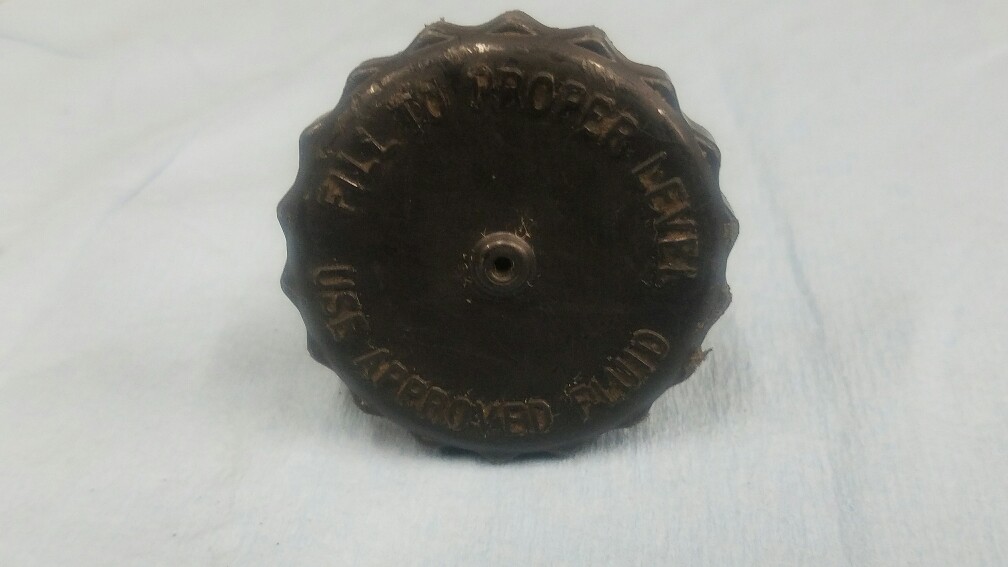 FILL TO PROPER LEVEL
USE APPROVED FLUID